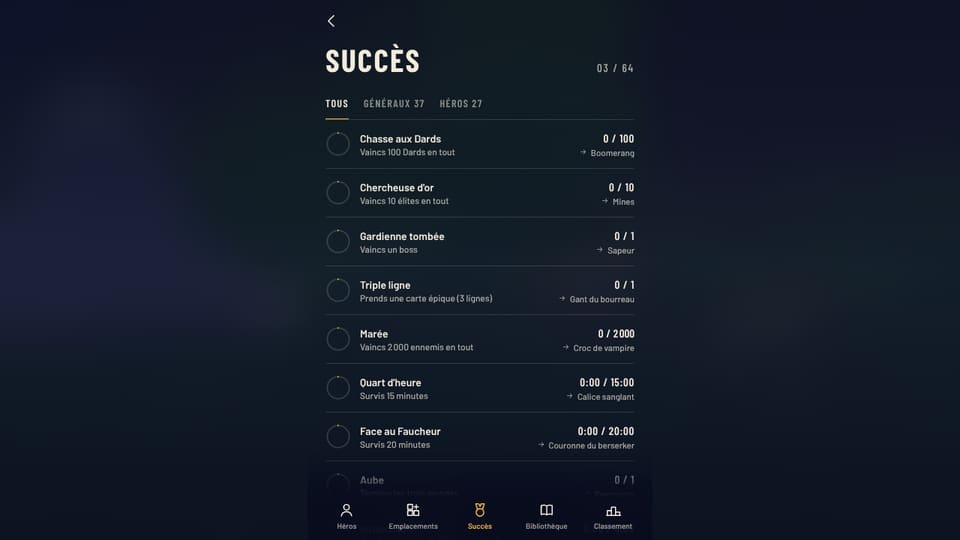 SUCCÈS
03 / 64
TOUS GÉNÉRAUX 37 HÉROS 27
Chasse aux Dards 0 / 100
Vaincs 100 Dards en tout → Boomerang
Chercheuse d'or 0 / 10
Vaincs 10 élites en tout → Mines
Gardienne tombée 0 / 1
Vaincs un boss → Sapeur
Triple ligne 0 / 1
Prends une carte épique (3 lignes) → Gant du bourreau
Marée 0 / 2 000
Vaincs 2 000 ennemis en tout → Croc de vampire
Quart d'heure 0:00 / 15:00
Survis 15 minutes → Calice sanglant
Face au Faucheur 0:00 / 20:00
Survis 20 minutes → Couronne du berserker
Aube 0 / 1
Héros Emplacements Succès Bibliothèque Classement